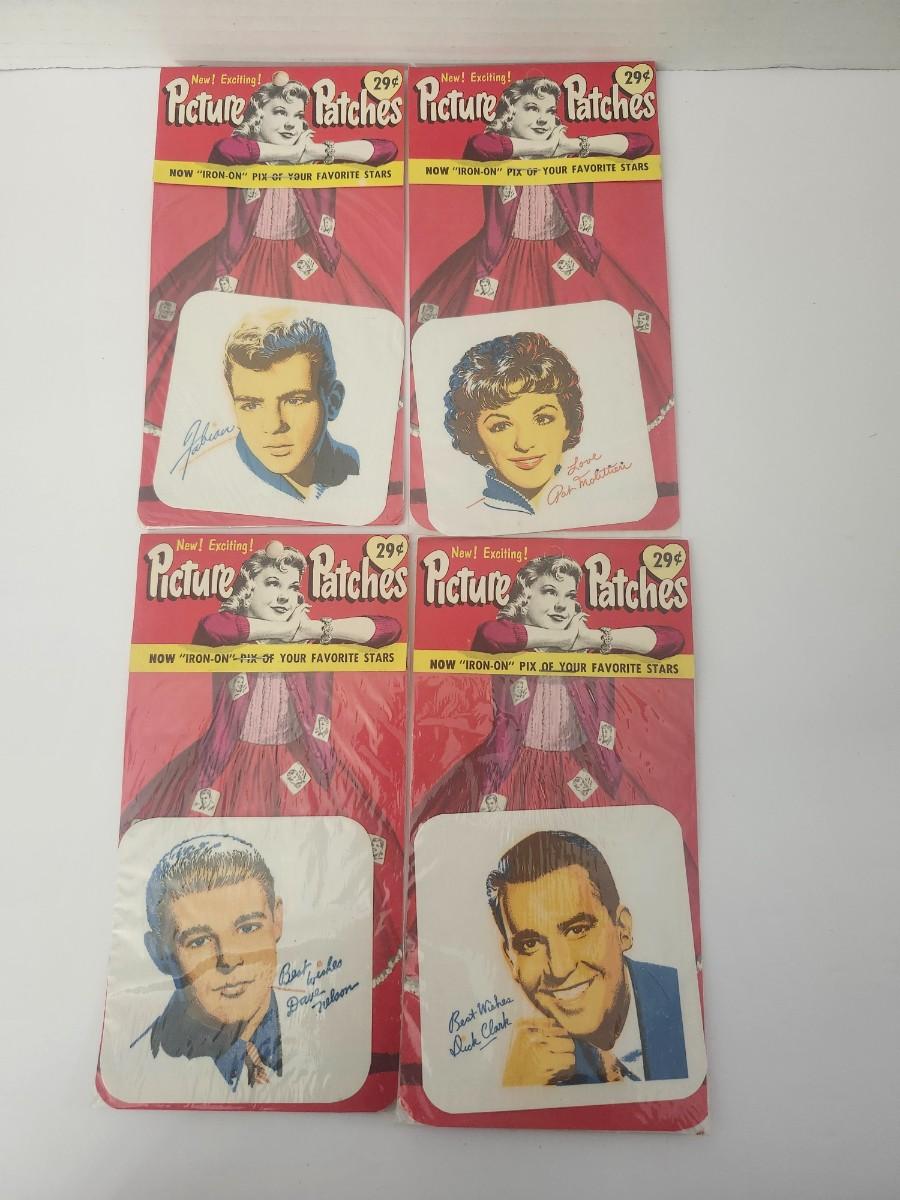 New! Exciting!
29¢
Picture Patches
NOW "IRON-ON" PIX OF YOUR FAVORITE STARS
Fabian
New! Exciting!
29¢
Picture Patches
NOW "IRON-ON" PIX OF YOUR FAVORITE STARS
Love
Pat Molittieri
New! Exciting!
29¢
Picture Patches
NOW "IRON-ON" PIX OF YOUR FAVORITE STARS
Best
Wishes
Dave
Nelson
New! Exciting!
29¢
Picture Patches
NOW "IRON-ON" PIX OF YOUR FAVORITE STARS
Best Wishes
Dick Clark